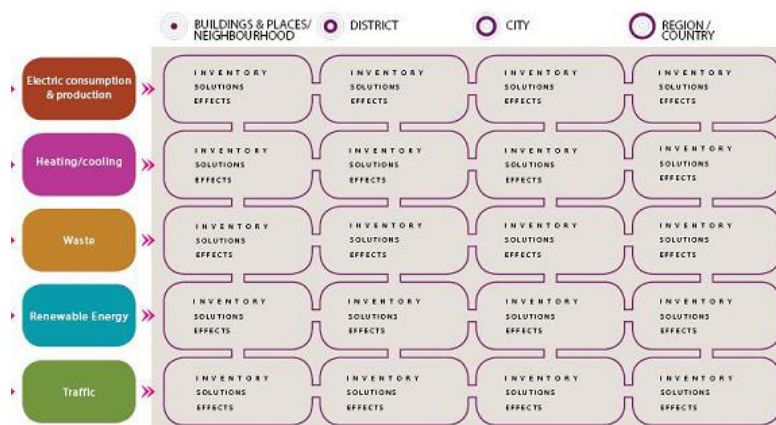 BUILDINGS & PLACES/
NEIGHBOURHOOD
DISTRICT
CITY
REGION /
COUNTRY
Electric consumption
& production
INVENTORY
SOLUTIONS
EFFECTS
INVENTORY
SOLUTIONS
EFFECTS
INVENTORY
SOLUTIONS
EFFECTS
INVENTORY
SOLUTIONS
EFFECTS
Heating/cooling
INVENTORY
SOLUTIONS
EFFECTS
INVENTORY
SOLUTIONS
EFFECTS
INVENTORY
SOLUTIONS
EFFECTS
INVENTORY
SOLUTIONS
EFFECTS
Waste
INVENTORY
SOLUTIONS
EFFECTS
INVENTORY
SOLUTIONS
EFFECTS
INVENTORY
SOLUTIONS
EFFECTS
INVENTORY
SOLUTIONS
EFFECTS
Renewable Energy
INVENTORY
SOLUTIONS
EFFECTS
INVENTORY
SOLUTIONS
EFFECTS
INVENTORY
SOLUTIONS
EFFECTS
INVENTORY
SOLUTIONS
EFFECTS
Traffic
INVENTORY
SOLUTIONS
EFFECTS
INVENTORY
SOLUTIONS
EFFECTS
INVENTORY
SOLUTIONS
EFFECTS
INVENTORY
SOLUTIONS
EFFECTS